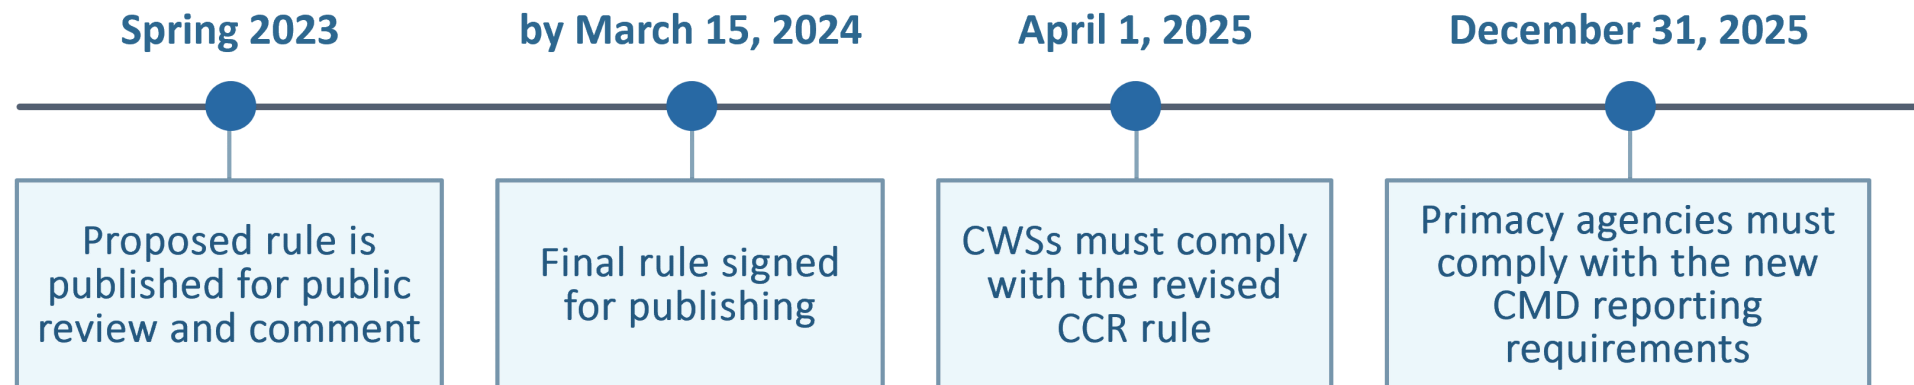 Spring 2023
by March 15, 2024
April 1, 2025
December 31, 2025
Proposed rule is
published for public
review and comment
Final rule signed
for publishing
CWSs must comply
with the revised
CCR rule
Primacy agencies must
comply with the new
CMD reporting
requirements